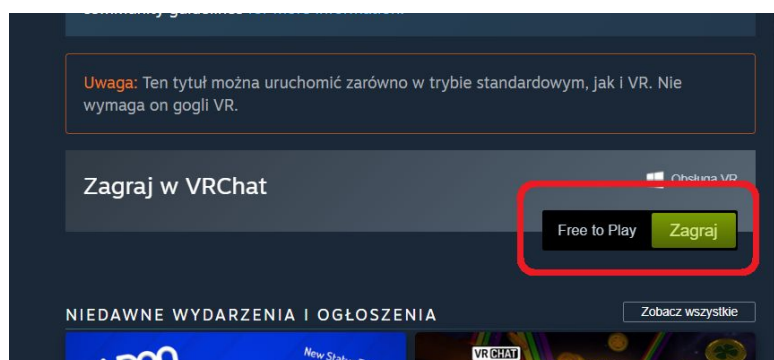 Uwaga: Ten tytuł można uruchomić zarówno w trybie standardowym, jak i VR. Nie
wymaga on gogli VR.
Zagraj w VRChat
Obsługa VR
Free to Play
Zagraj
NIEDAWNE WYDARZENIA I OGŁOSZENIA
Zobacz wszystkie
New
VRCHAT